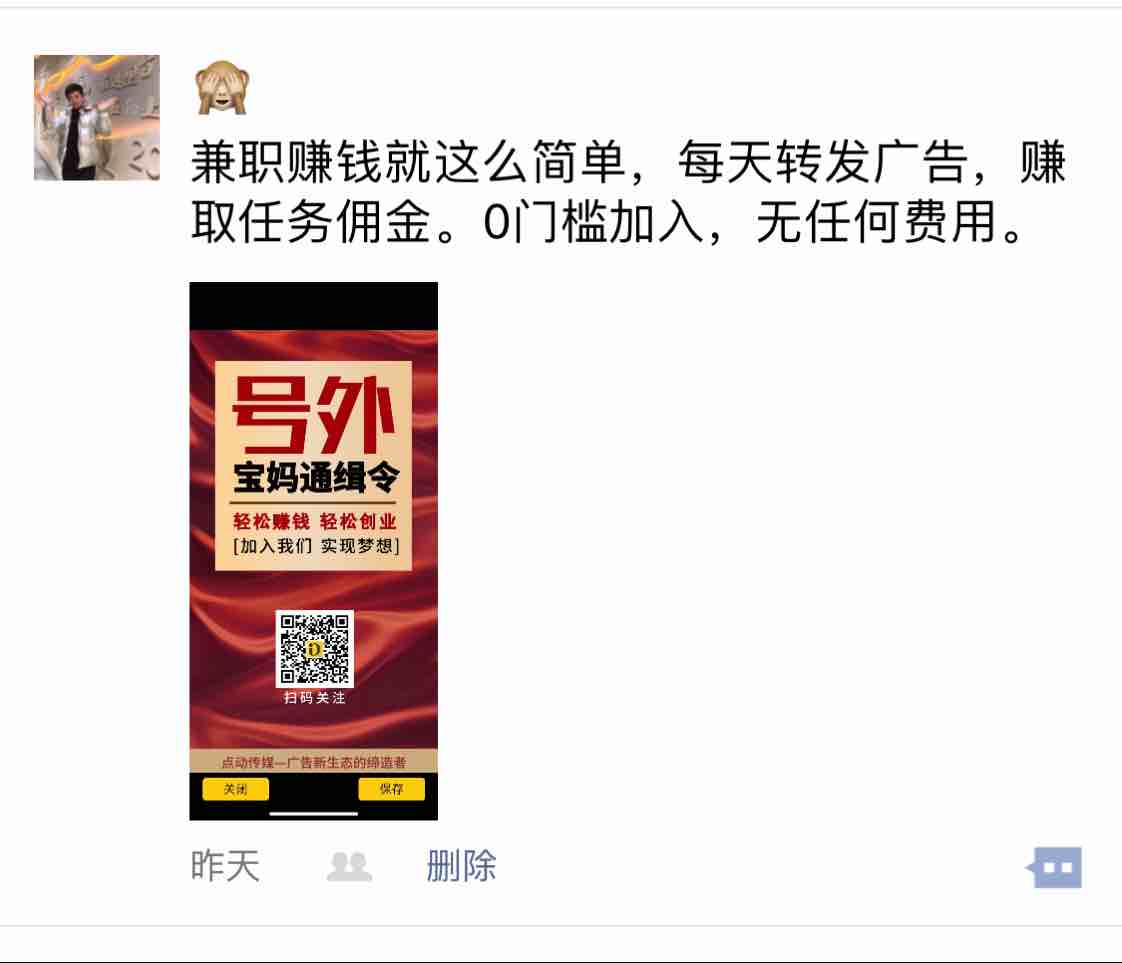 🙈
兼职赚钱就这么简单，每天转发广告，赚
取任务佣金。0门槛加入，无任何费用。
号外
宝妈通缉令
轻松赚钱 轻松创业
[加入我们 实现梦想]
扫码关注
点动传媒—广告新生态的缔造者
关闭
保存
昨天
删除